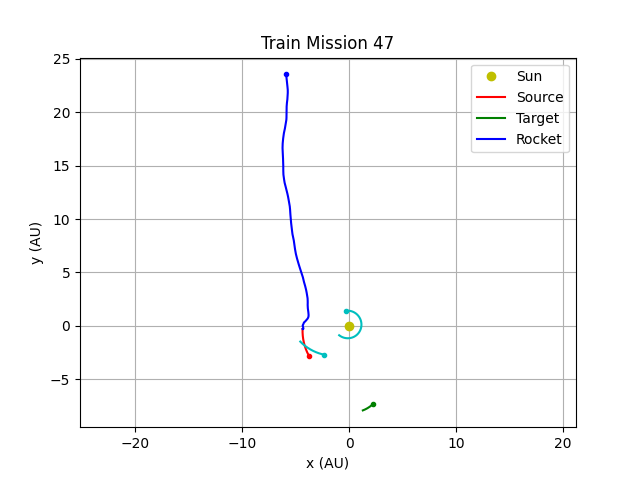 Train Mission 47
25
20
15
10
5
0
−5
y (AU)
Sun
Source
Target
Rocket
−20
−10
0
10
20
x (AU)